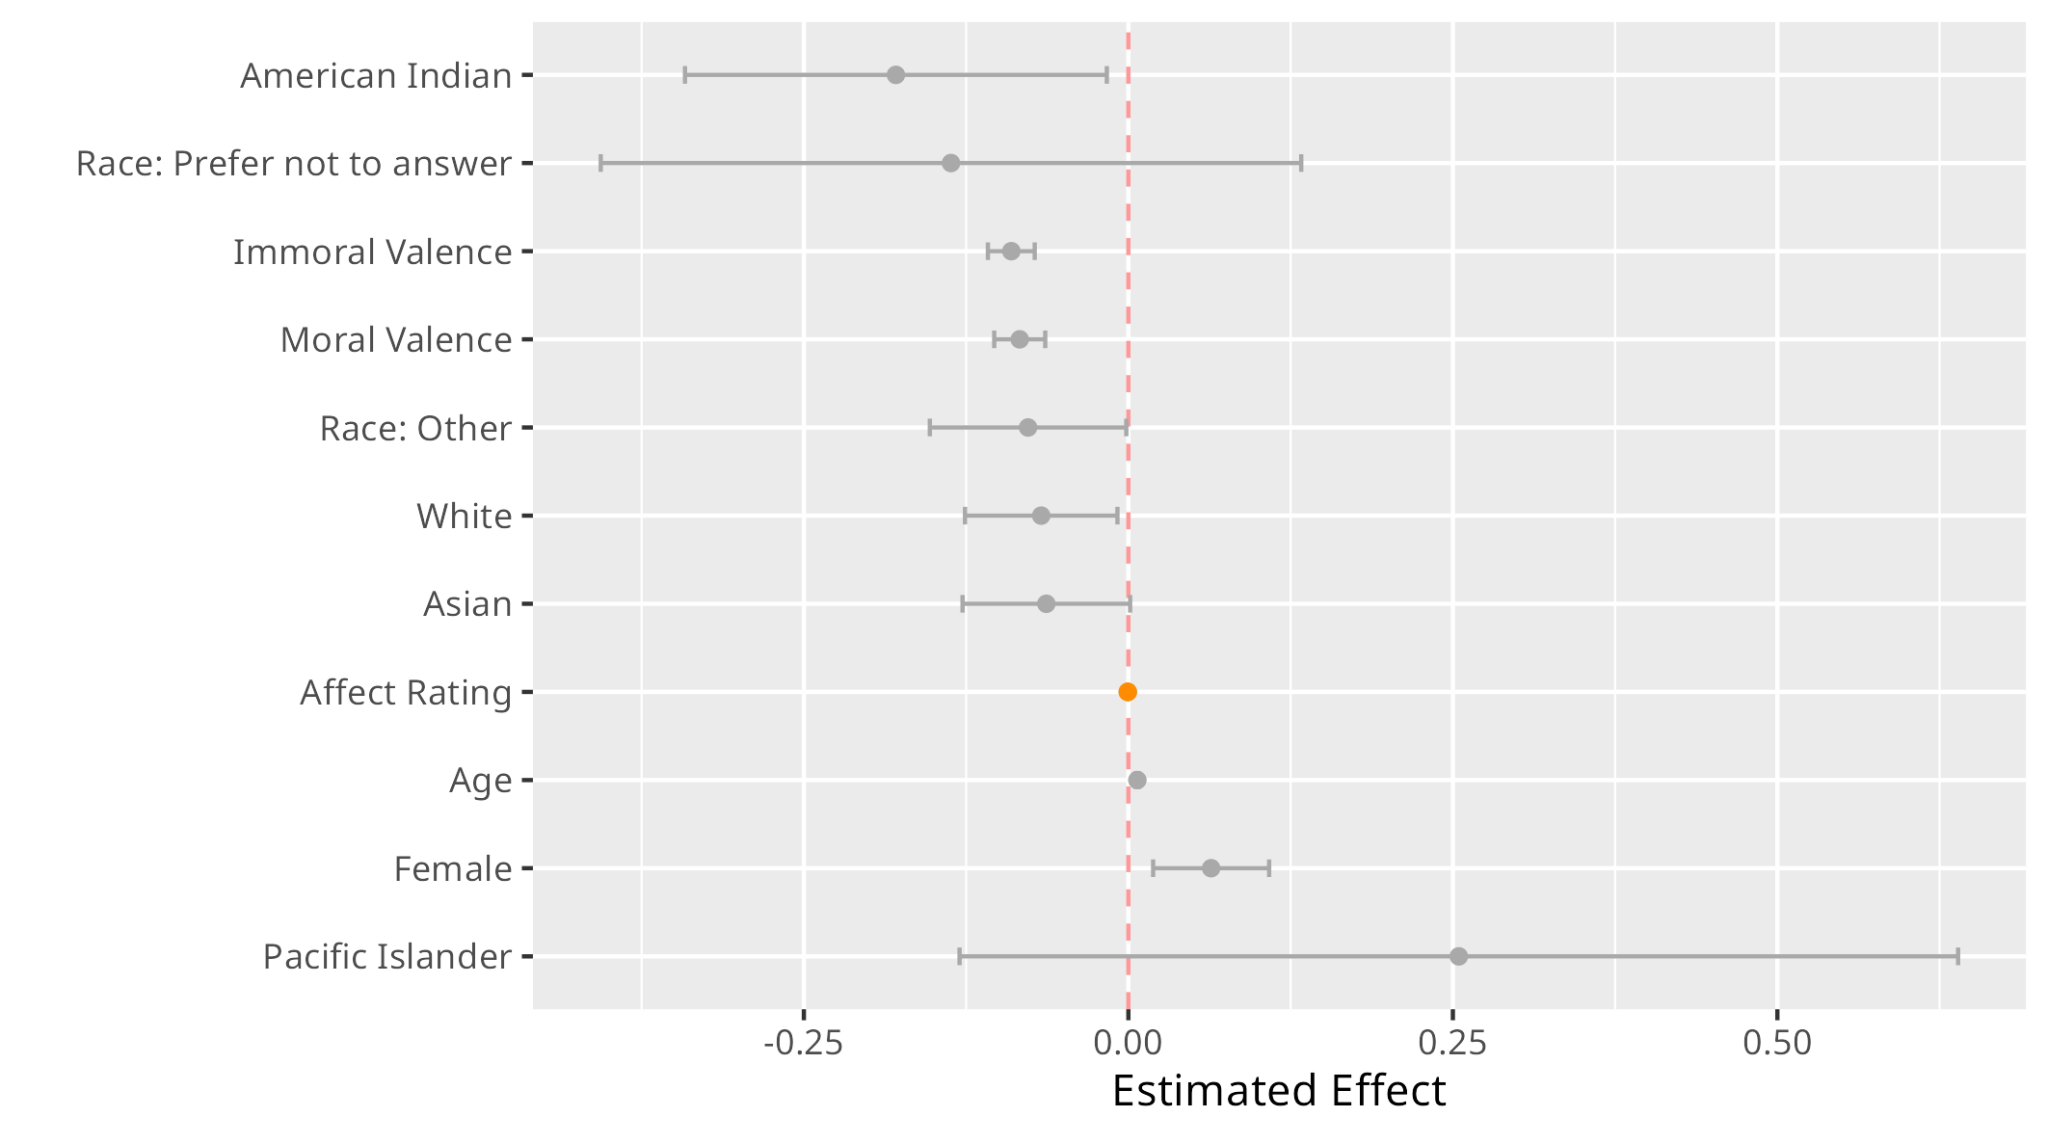 American Indian
Race: Prefer not to answer
Immoral Valence
Moral Valence
Race: Other
White
Asian
Affect Rating
Age
Female
Pacific Islander
-0.25 0.00 0.25 0.50
Estimated Effect